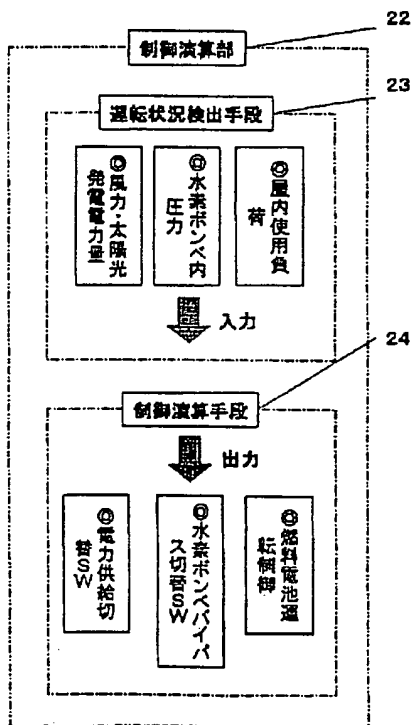 22
制御演算部
23
運転状況検出手段
◎風力・太陽光
発電電力量
◎水素ボンベ内
圧力
◎屋内使用負
荷
入力
24
制御演算手段
出力
◎電力供給切
替SW
◎水素ボンベバイパ
ス切替SW
◎燃料電池運
転制御